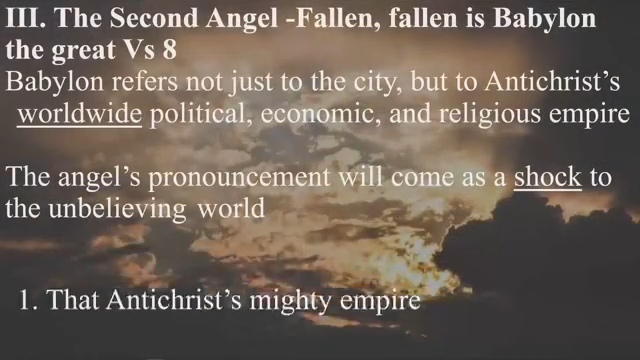 III. The Second Angel -Fallen, fallen is Babylon
the great Vs 8
Babylon refers not just to the city, but to Antichrist’s
worldwide political, economic, and religious empire
The angel’s pronouncement will come as a shock to
the unbelieving world
1. That Antichrist’s mighty empire